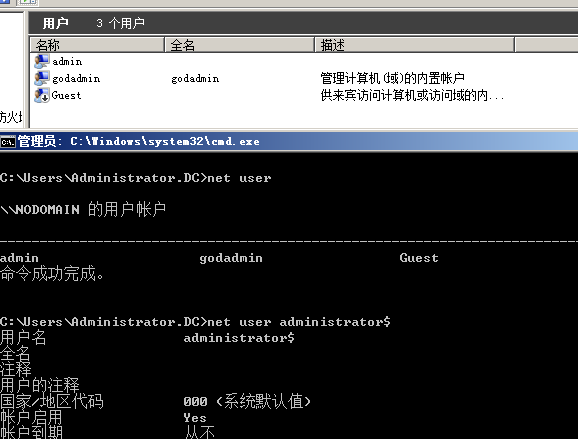 用户 3 个用户
名称 全名 描述
admin
godadmin godadmin 管理计算机(域)的内置帐户
Guest 供来宾访问计算机或访问域的内...
管理员: C:\Windows\system32\cmd.exe
C:\Users\Administrator.DC>net user
\\NODOMAIN 的用户帐户
-------------------------------------------------------------------------------
admin godadmin Guest
命令成功完成。
C:\Users\Administrator.DC>net user administrator$
用户名 administrator$
全名
注释
用户的注释
国家/地区代码 000 (系统默认值)
帐户启用 Yes
帐户到期 从不